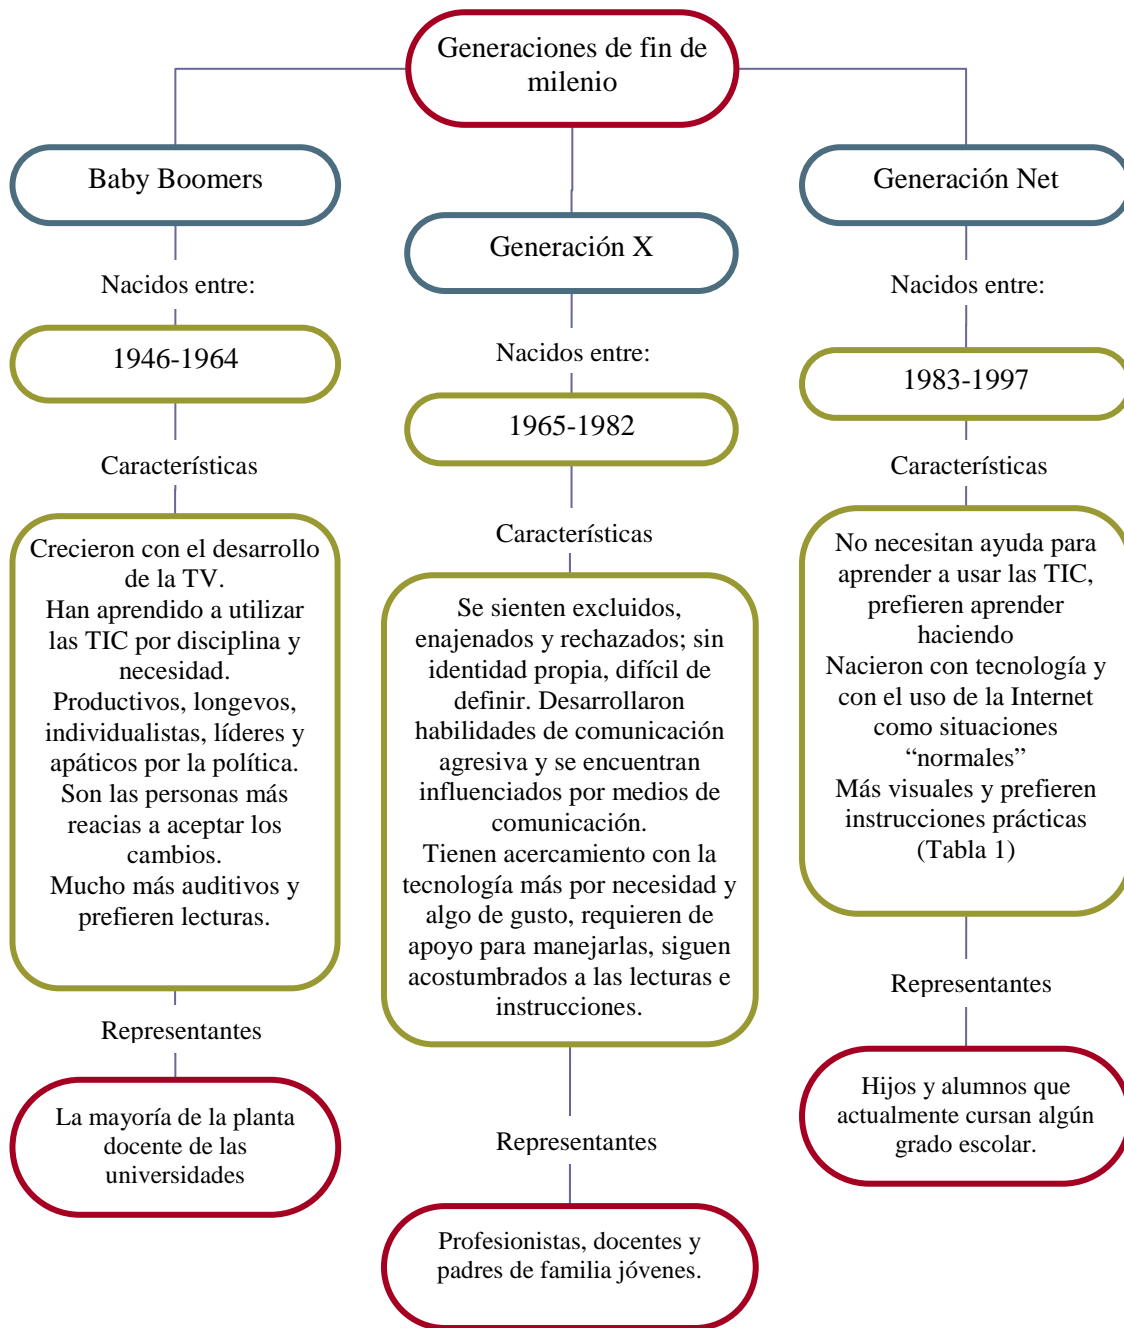 Generaciones de fin de
milenio
Baby Boomers
Nacidos entre:
1946-1964
Características
Crecieron con el desarrollo
de la TV.
Han aprendido a utilizar
las TIC por disciplina y
necesidad.
Productivos, longevos,
individualistas, líderes y
apáticos por la política.
Son las personas más
reacias a aceptar los
cambios.
Mucho más auditivos y
prefieren lecturas.
Representantes
La mayoría de la planta
docente de las
universidades
Generación X
Nacidos entre:
1965-1982
Características
Se sienten excluidos,
enajenados y rechazados; sin
identidad propia, difícil de
definir. Desarrollaron
habilidades de comunicación
agresiva y se encuentran
influenciados por medios de
comunicación.
Tienen acercamiento con la
tecnología más por necesidad y
algo de gusto, requieren de
apoyo para manejarlas, siguen
acostumbrados a las lecturas e
instrucciones.
Representantes
Profesionistas, docentes y
padres de familia jóvenes.
Generación Net
Nacidos entre:
1983-1997
Características
No necesitan ayuda para
aprender a usar las TIC,
prefieren aprender
haciendo
Nacieron con tecnología y
con el uso de la Internet
como situaciones
“normales”
Más visuales y prefieren
instrucciones prácticas
(Tabla 1)
Representantes
Hijos y alumnos que
actualmente cursan algún
grado escolar.